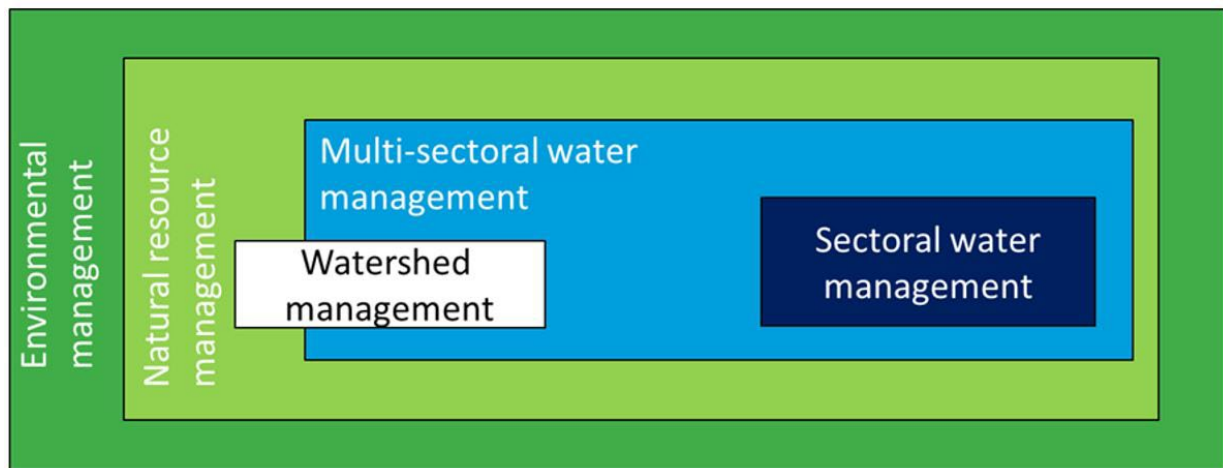 Environmental
management
Natural resource
management
Multi-sectoral water
management
Watershed
management
Sectoral water
management